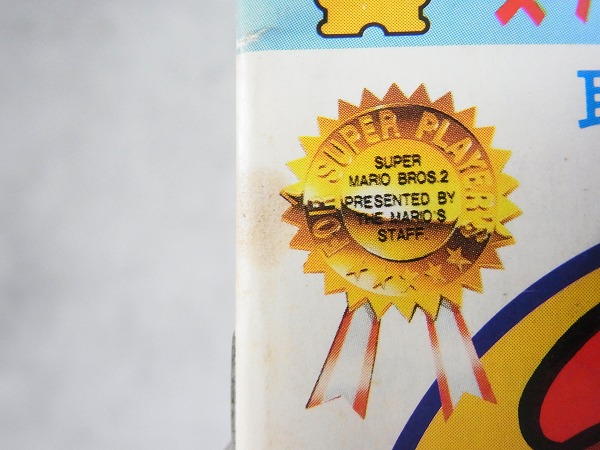 FOR SUPER PLAYERS
SUPER
MARIO BROS.2
PRESENTED BY
THE MARIO'S
STAFF